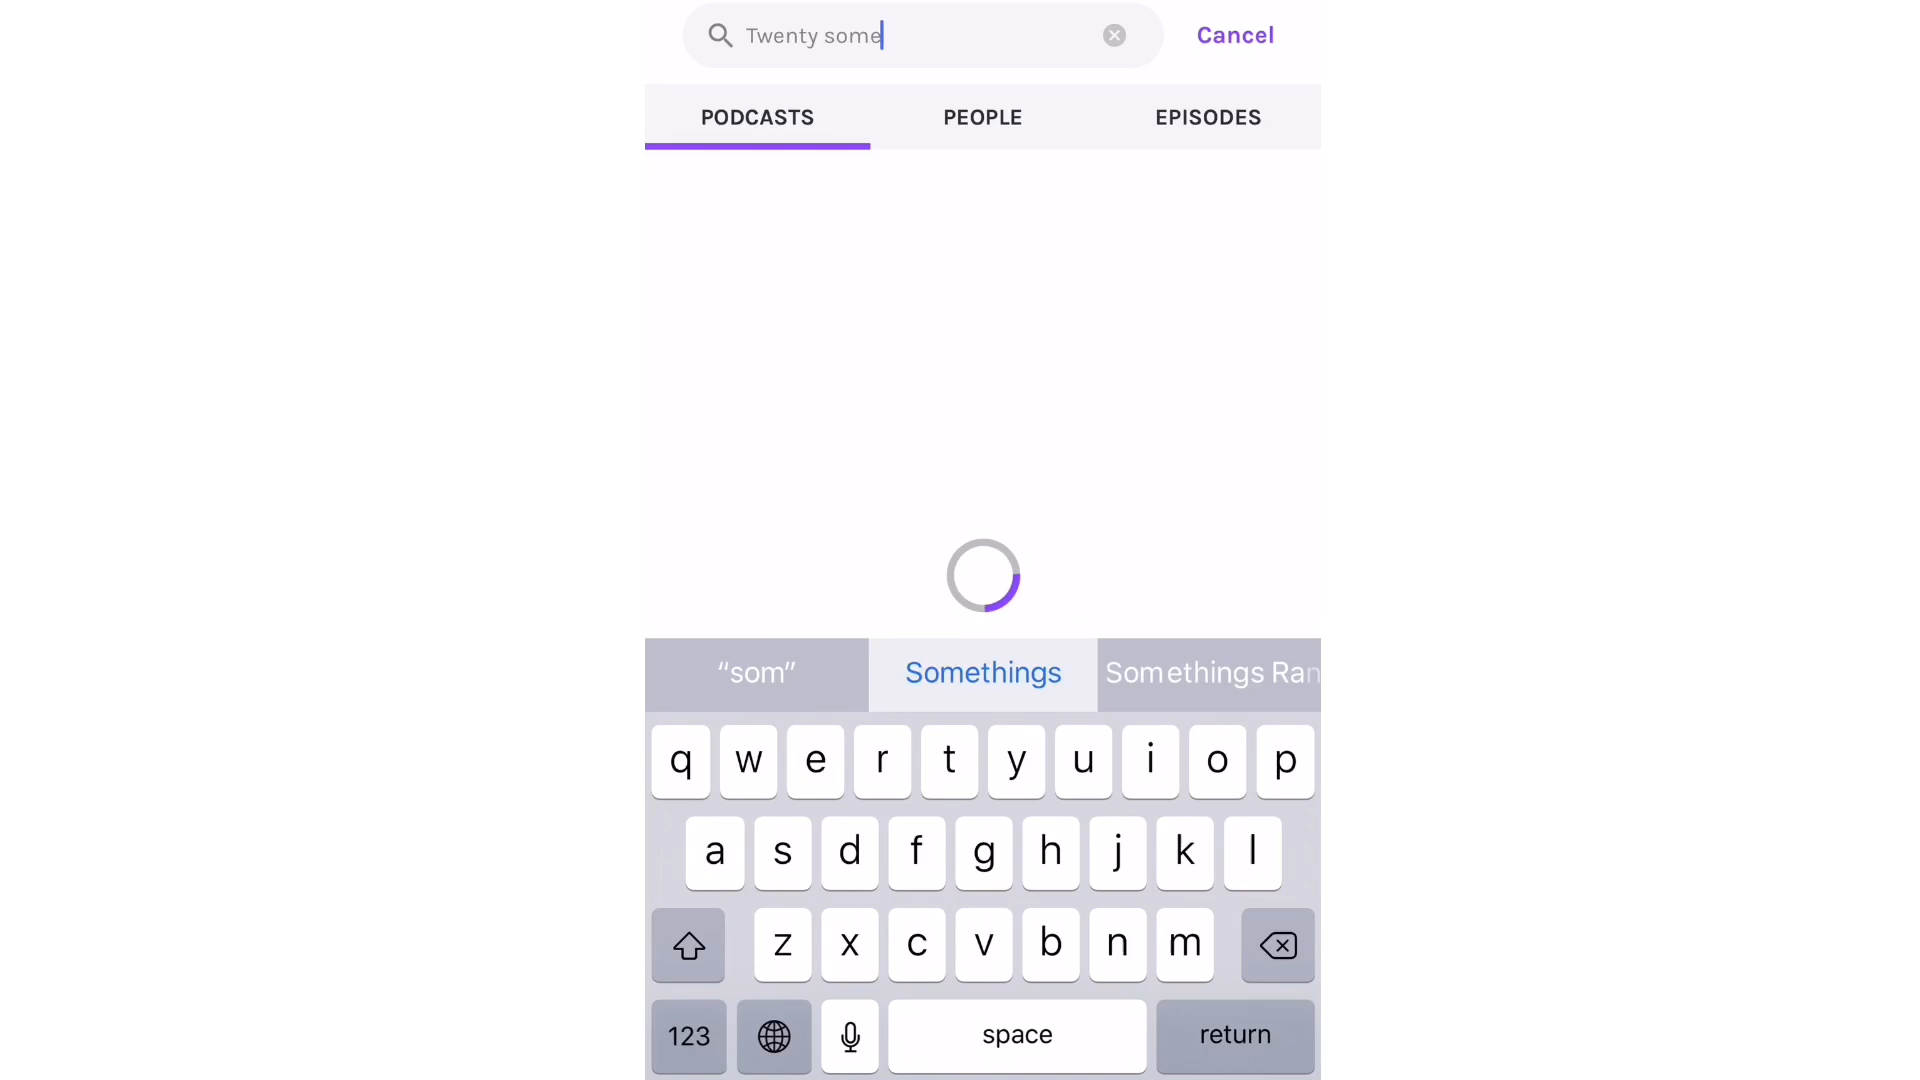 Twenty some Cancel
PODCASTS PEOPLE EPISODES
“som” Somethings Somethings Ran
q w e r t y u i o p
a s d f g h j k l
z x c v b n m
123 space return